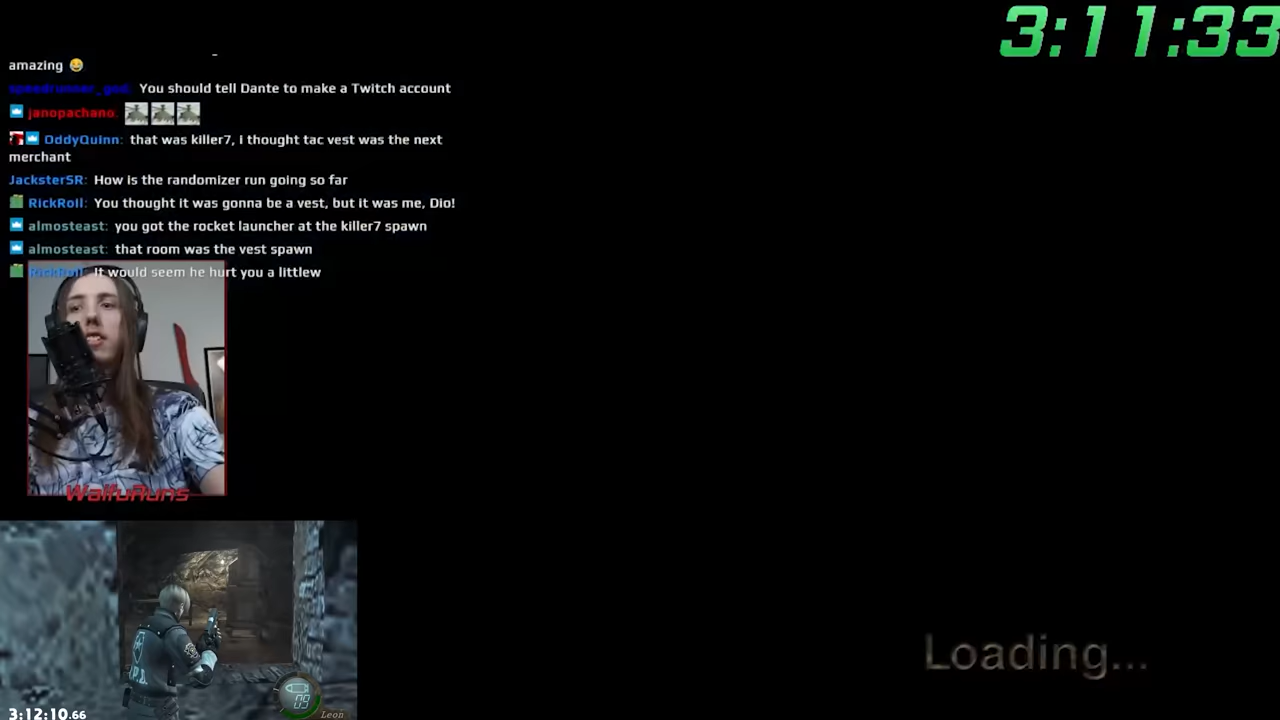 3:11:33
amazing 😂
speedrunner_god: You should tell Dante to make a Twitch account
janopachano:
OddyQuinn: that was killer7, i thought tac vest was the next
merchant
JacksterSR: How is the randomizer run going so far
RickRoll: You thought it was gonna be a vest, but it was me, Dio!
almosteast: you got the rocket launcher at the killer7 spawn
almosteast: that room was the vest spawn
RickRoll: It would seem he hurt you a littlew
WaifuRuns
R.P.D.
09
Leon
Loading...
3:12:10.66